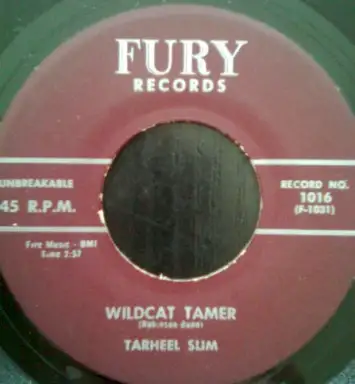 FURY
RECORDS
UNBREAKABLE
45 R.P.M.
RECORD NO.
1016
(F-1031)
Fire Music - BMI
Time 2:57
WILDCAT TAMER
(Robinson-
TARHEEL SLIM